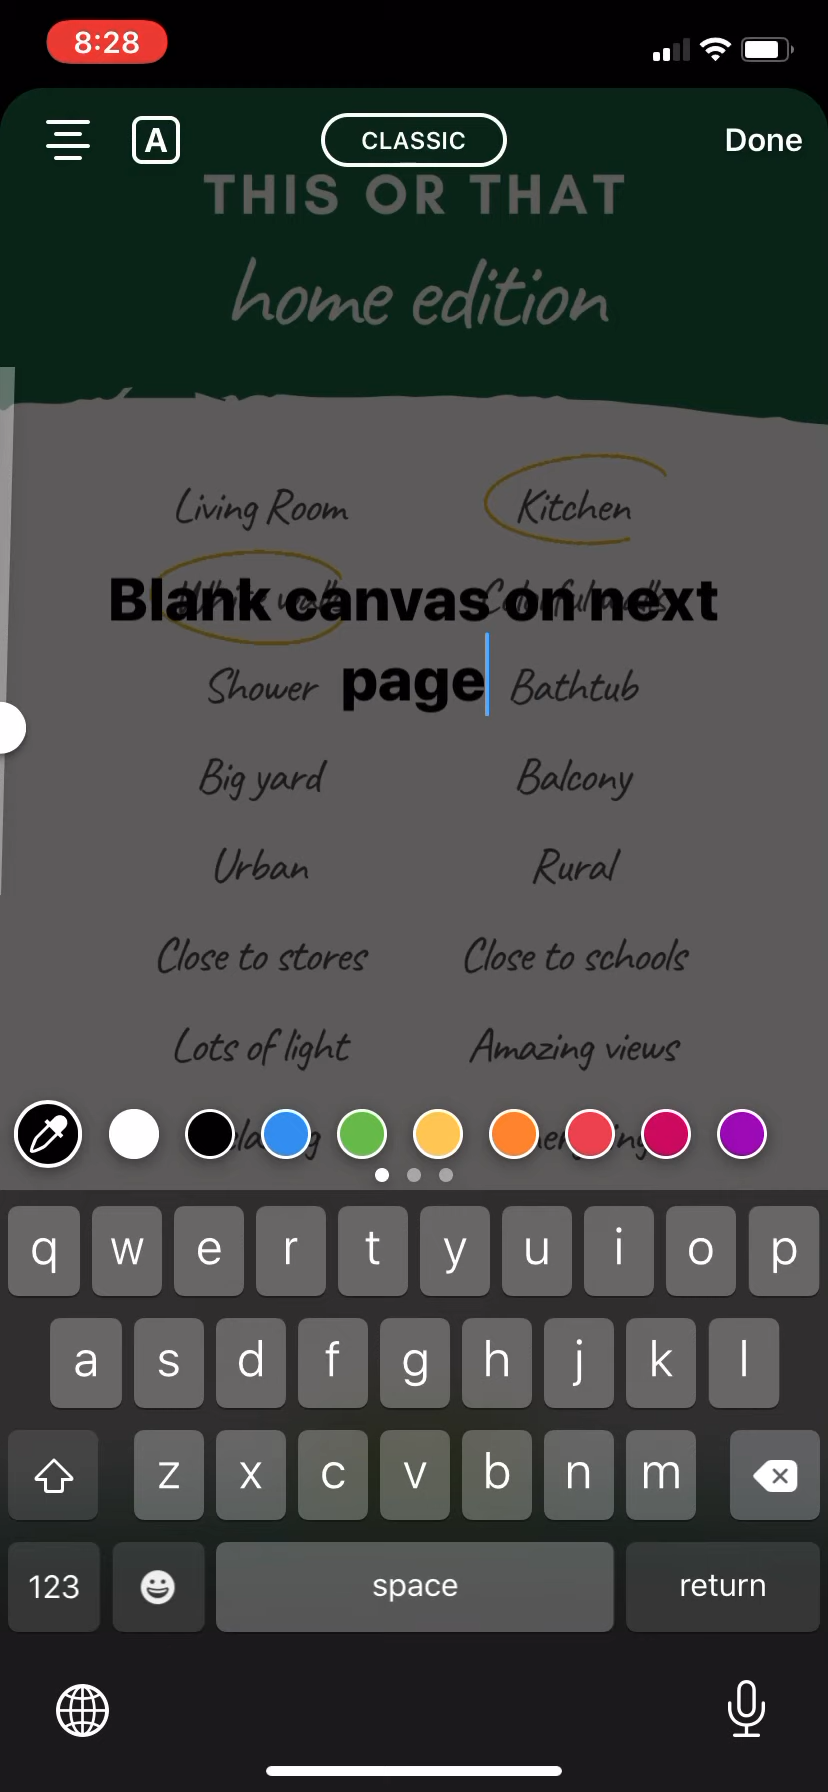 8:28
A
CLASSIC
Done
THIS OR THAT
home edition
Living Room Kitchen
Blank canvas on next
page
Shower Bathtub
Big yard Balcony
Urban Rural
Close to stores Close to schools
Lots of light Amazing views
q w e r t y u i o p
a s d f g h j k l
z x c v b n m
123 space return